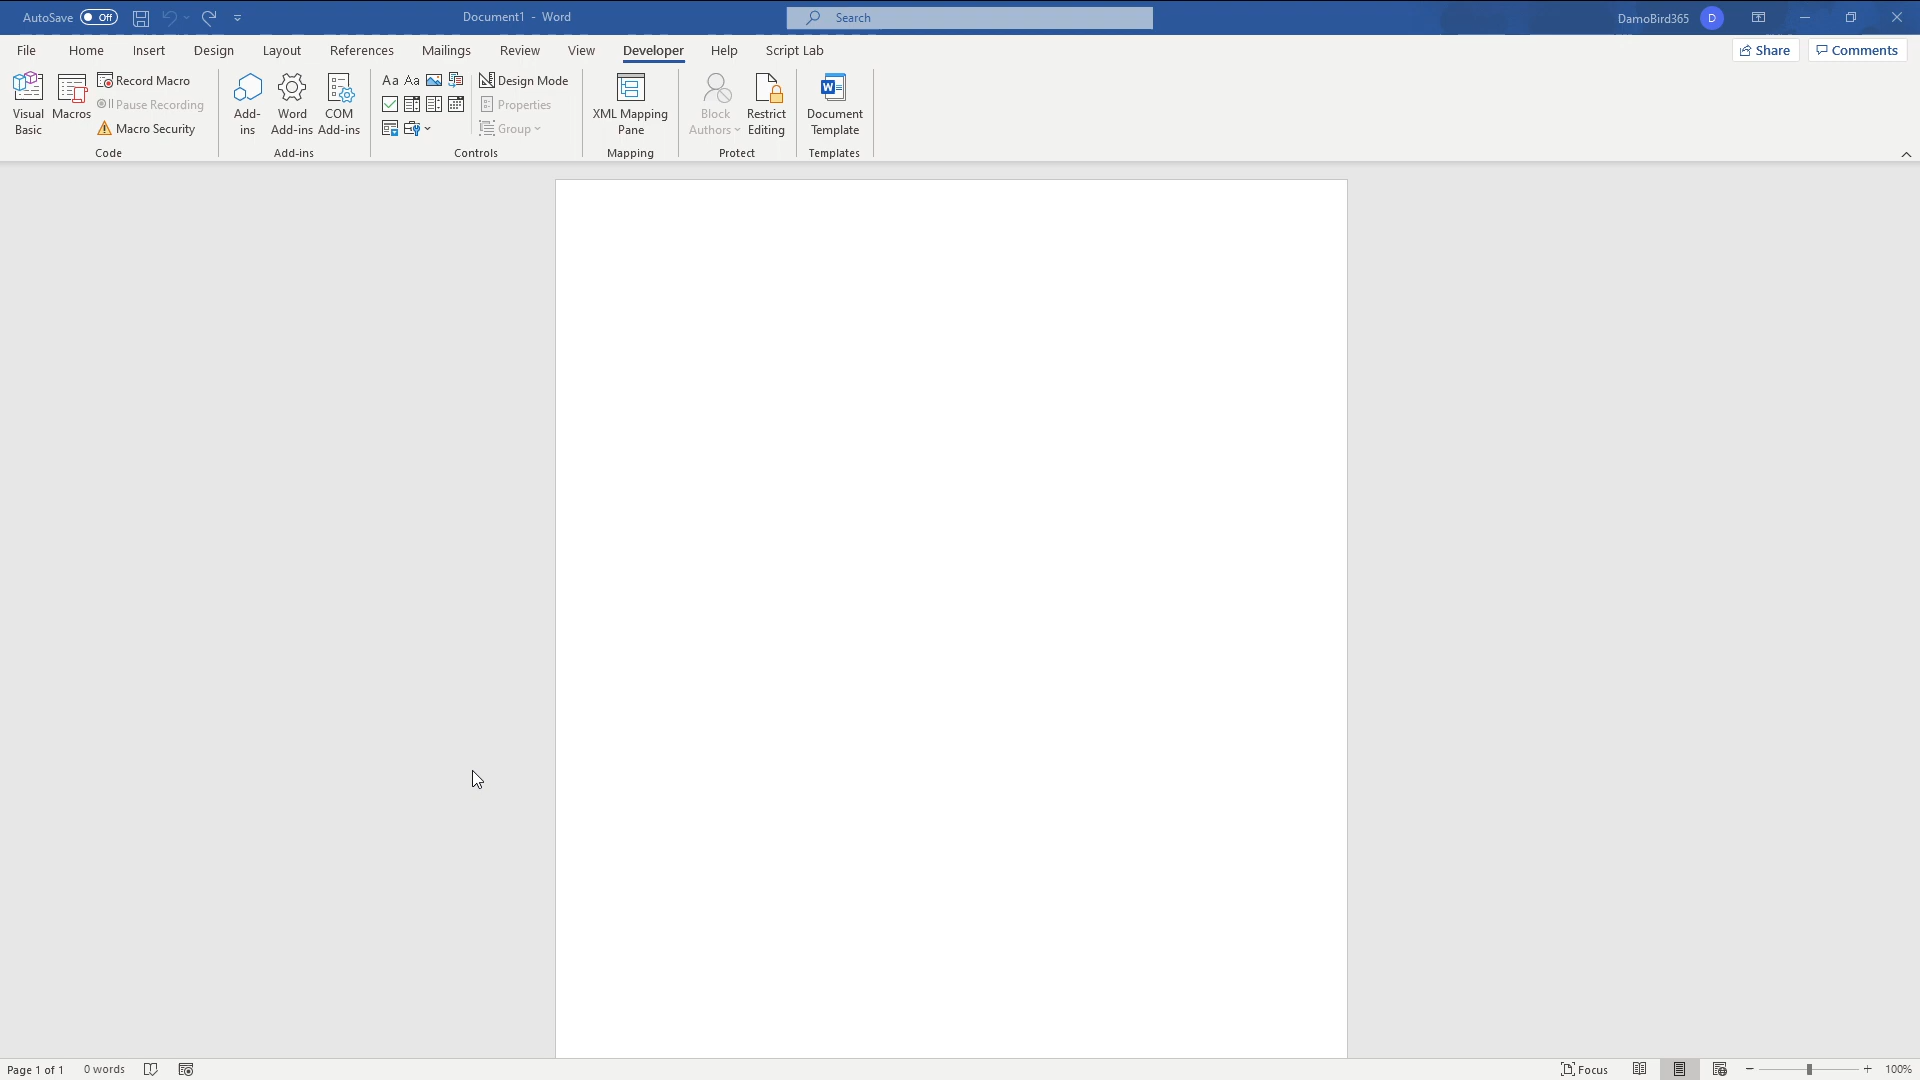 AutoSave Off Document1 - Word Search DamoBird365 D
File Home Insert Design Layout References Mailings Review View Developer Help Script Lab Share Comments
Visual Basic
Macros
Record Macro
Pause Recording
Macro Security
Code
Add-ins
Word Add-ins
COM Add-ins
Add-ins
Aa Aa
Design Mode
Properties
Group
Controls
XML Mapping Pane
Mapping
Block Authors
Restrict Editing
Protect
Document Template
Templates
Page 1 of 1 0 words Focus 100%